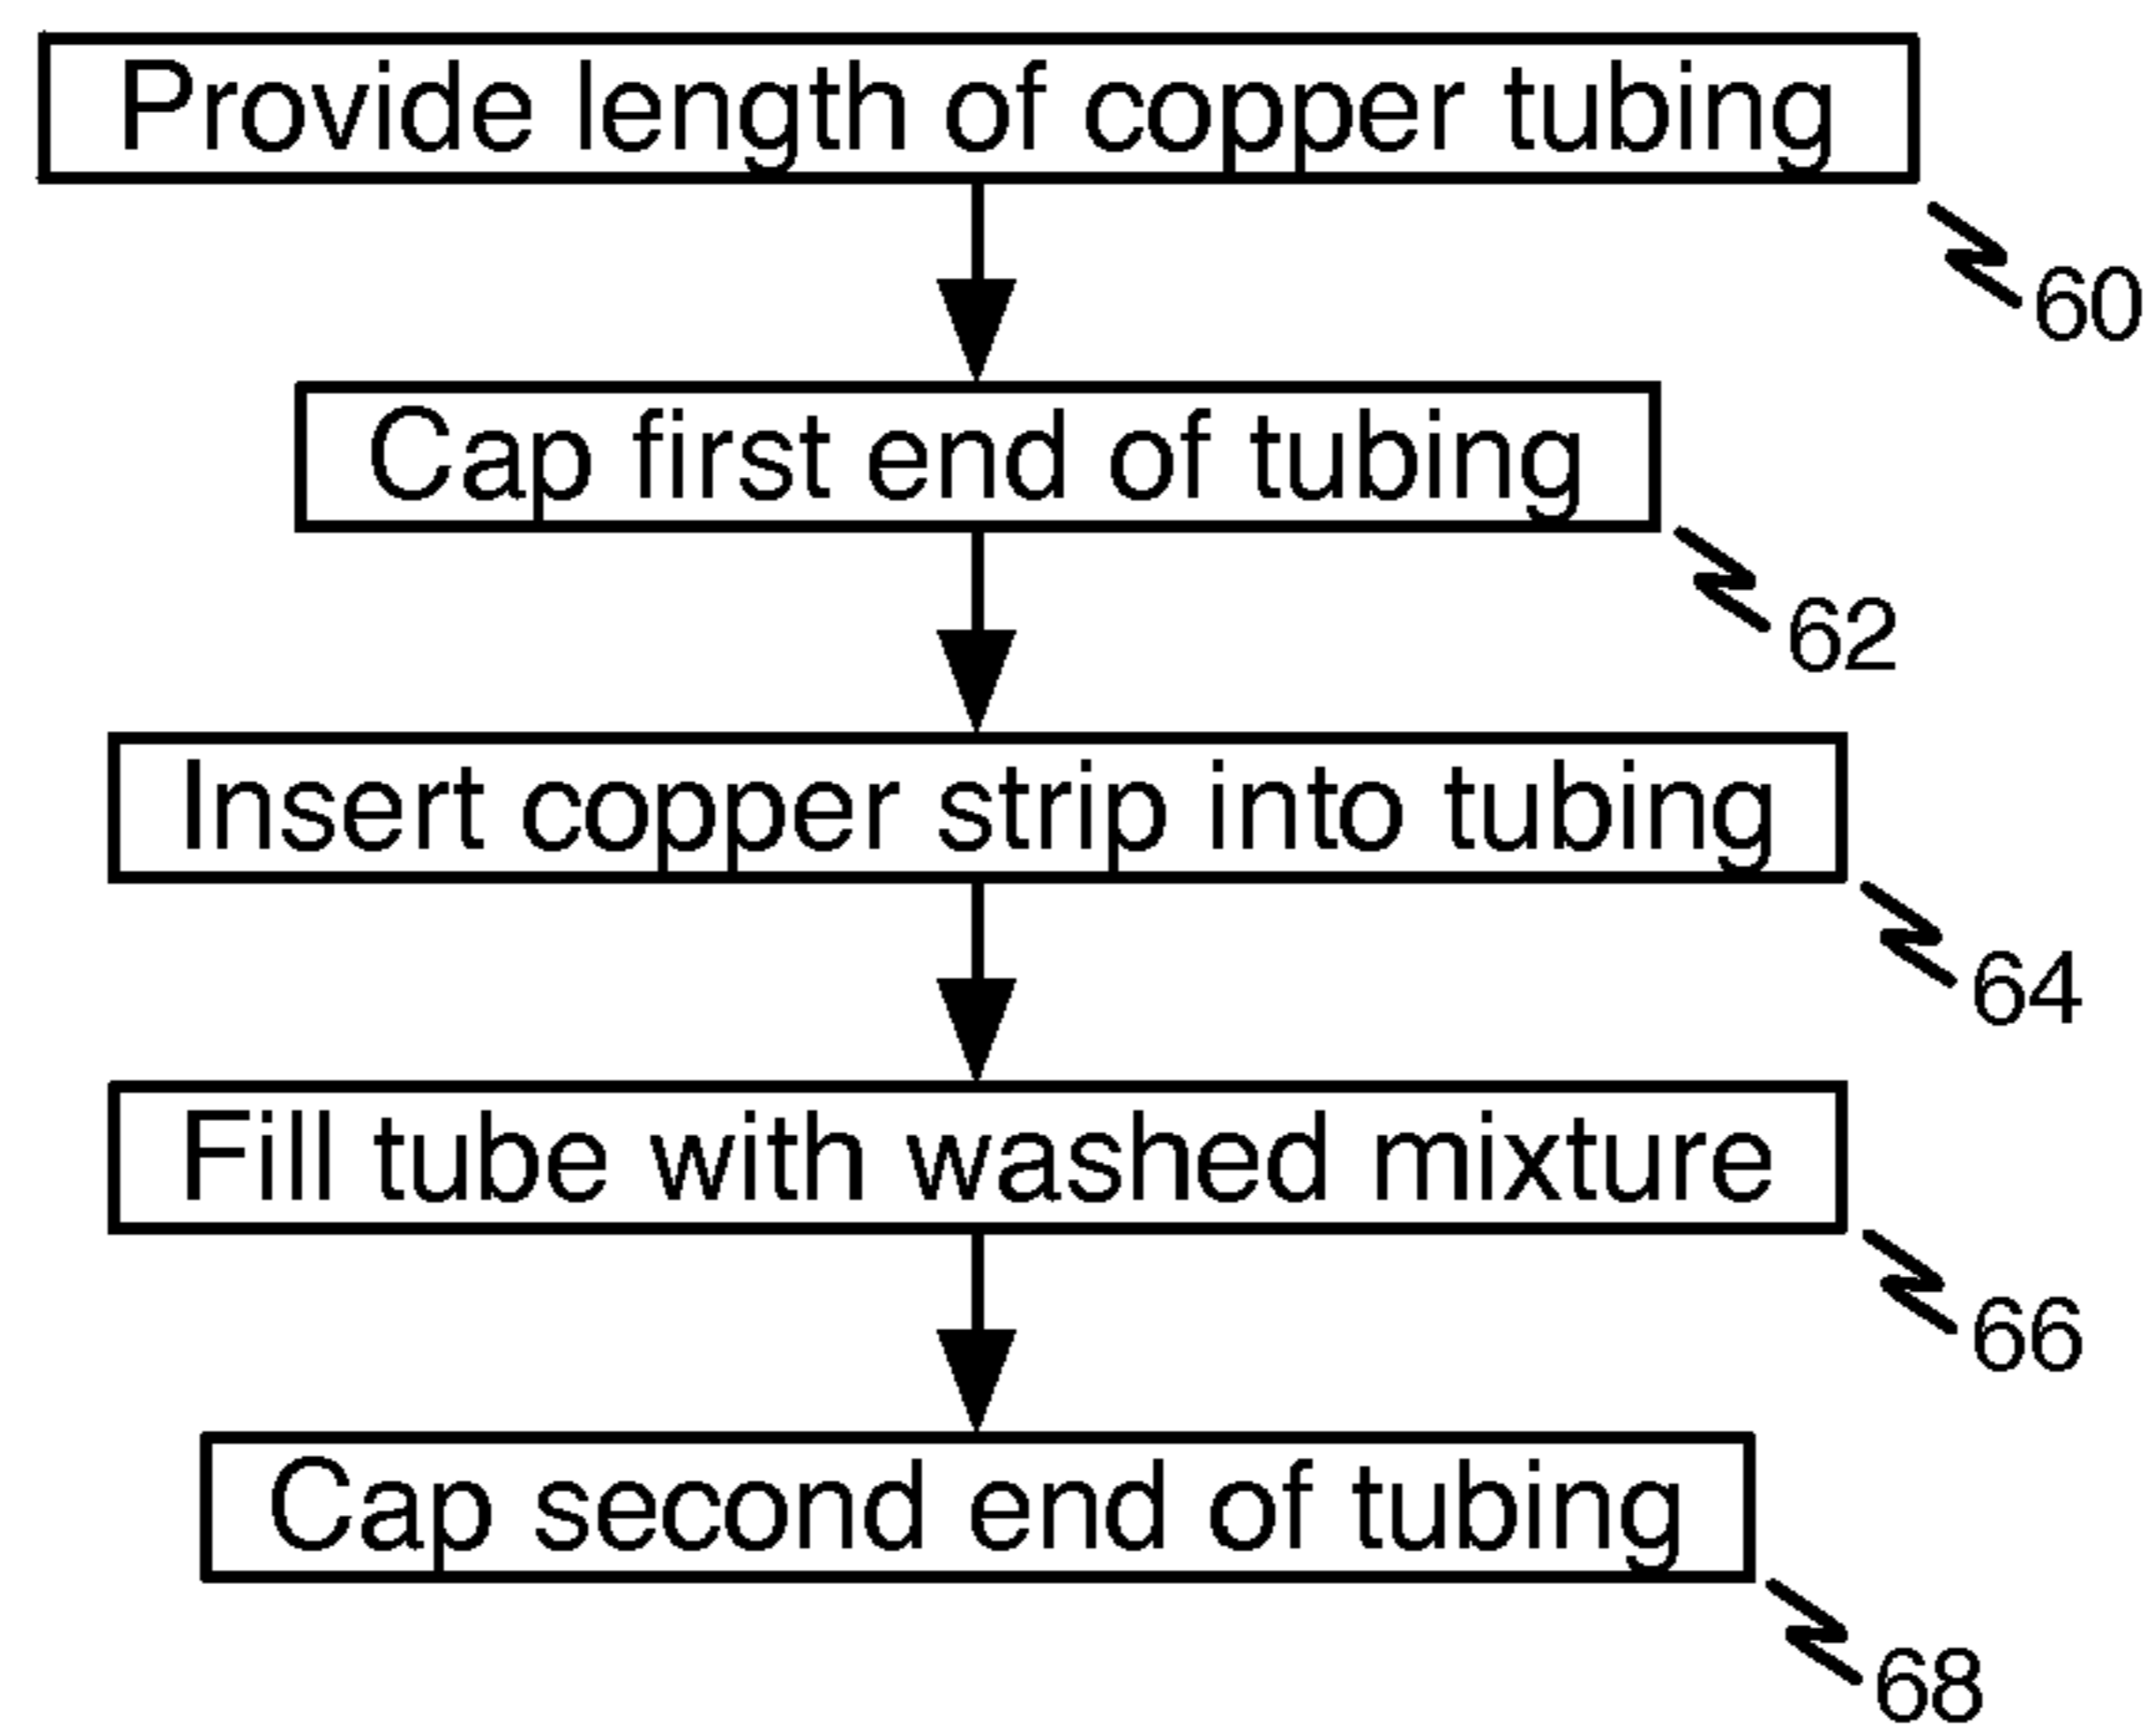 Provide length of copper tubing
60
Cap first end of tubing
62
Insert copper strip into tubing
64
Fill tube with washed mixture
66
Cap second end of tubing
68